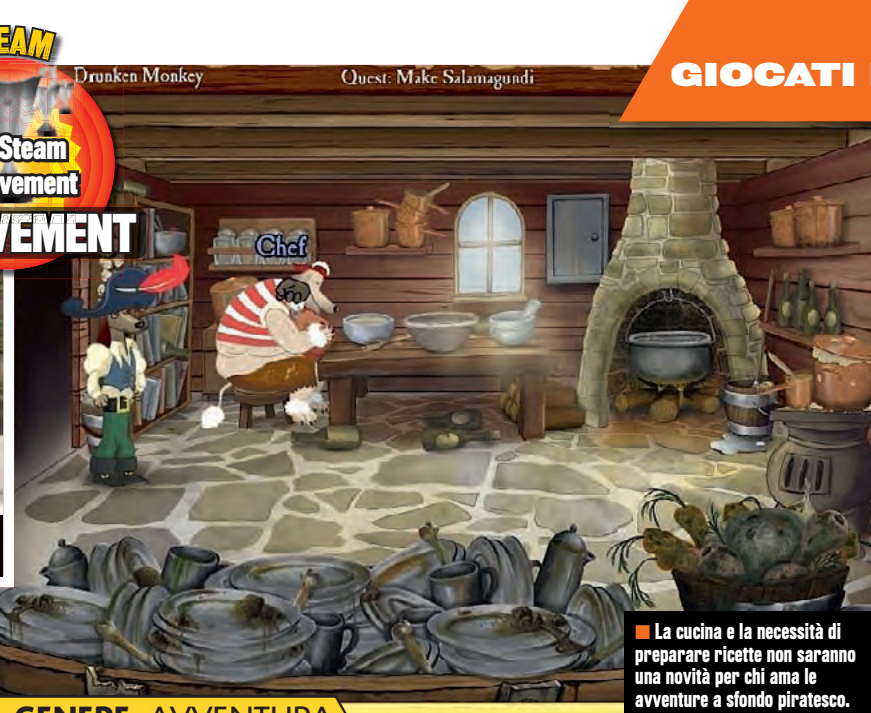 EAM
Drunken Monkey
Quest: Make Salamagundi
GIOCATI
Steam
vement
VEMENT
Chef
■ La cucina e la necessità di
preparare ricette non saranno
una novità per chi ama le
avventure a sfondo piratesco.
GENERE AVVENTURA